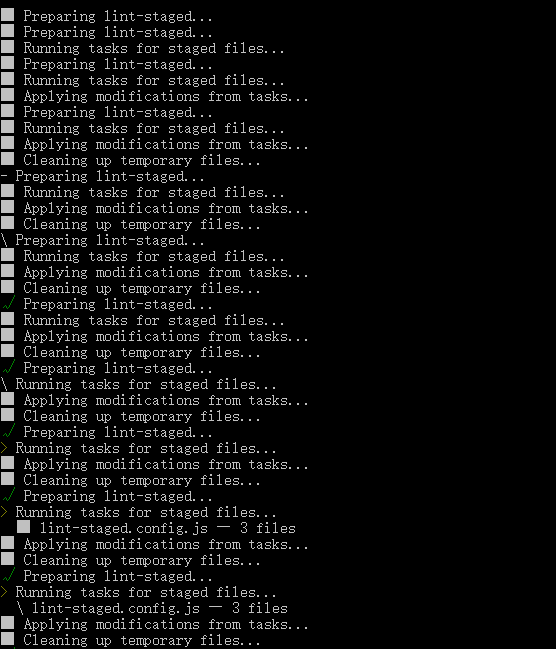 ■ Preparing lint-staged...
■ Preparing lint-staged...
■ Running tasks for staged files...
■ Preparing lint-staged...
■ Running tasks for staged files...
■ Applying modifications from tasks...
■ Preparing lint-staged...
■ Running tasks for staged files...
■ Applying modifications from tasks...
■ Cleaning up temporary files...
- Preparing lint-staged...
■ Running tasks for staged files...
■ Applying modifications from tasks...
■ Cleaning up temporary files...
\ Preparing lint-staged...
■ Running tasks for staged files...
■ Applying modifications from tasks...
■ Cleaning up temporary files...
√ Preparing lint-staged...
■ Running tasks for staged files...
■ Applying modifications from tasks...
■ Cleaning up temporary files...
√ Preparing lint-staged...
\ Running tasks for staged files...
■ Applying modifications from tasks...
■ Cleaning up temporary files...
√ Preparing lint-staged...
> Running tasks for staged files...
■ Applying modifications from tasks...
■ Cleaning up temporary files...
√ Preparing lint-staged...
> Running tasks for staged files...
■ lint-staged.config.js — 3 files
■ Applying modifications from tasks...
■ Cleaning up temporary files...
√ Preparing lint-staged...
> Running tasks for staged files...
\ lint-staged.config.js — 3 files
■ Applying modifications from tasks...
■ Cleaning up temporary files...